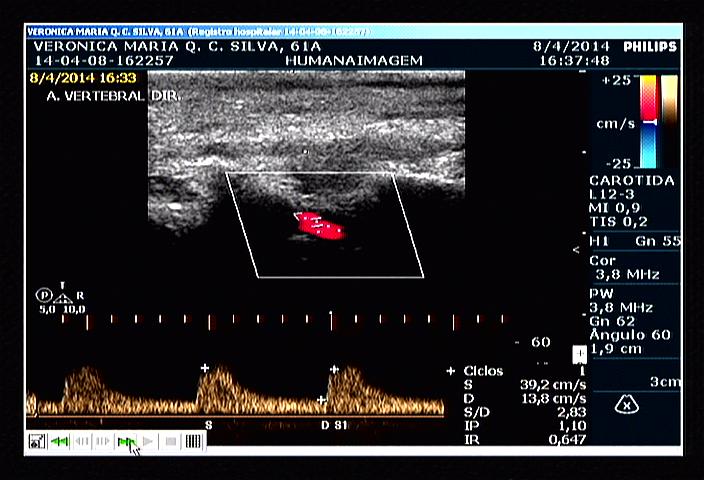 VERONICA MARIA Q. C. SILVA, 61A (Registro hospitalar 14-04-08-162257)
VERONICA MARIA Q. C. SILVA, 61A 8/4/2014 PHILIPS
14-04-08-162257 HUMANAIMAGEM 16:37:48
8/4/2014 16:33
A. VERTEBRAL DIR.
+25
cm/s
-25
CAROTIDA
L12-3
MI 0,9
TIS 0,2
H1 Gn 55
Cor
3,8 MHz
PW
3,8 MHz
Gn 62
Ângulo 60
1,9 cm
3cm
P T R
5,0 10,0
- 60
+ Ciclos 1
S 39,2 cm/s
D 13,8 cm/s
S/D 2,83
IP 1,10
IR 0,647
S D S1